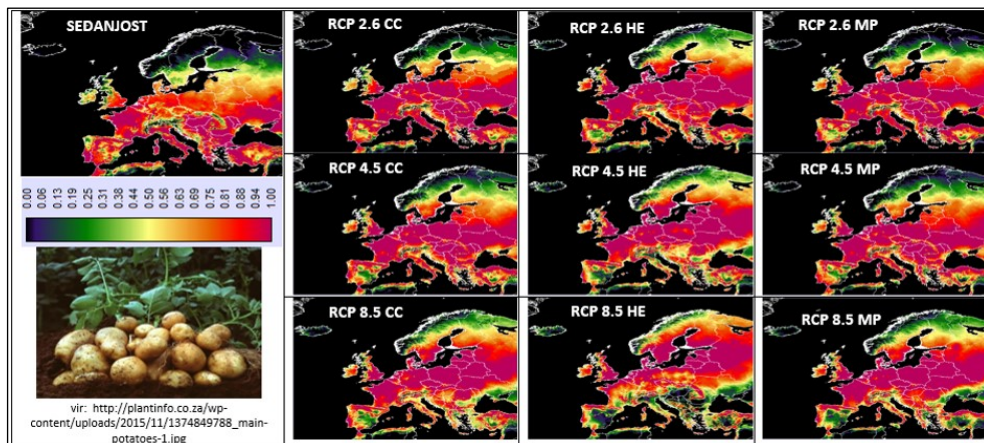 SEDANJOST
RCP 2.6 CC
RCP 2.6 HE
RCP 2.6 MP
RCP 4.5 CC
RCP 4.5 HE
RCP 4.5 MP
0.00 0.06 0.13 0.19 0.25 0.31 0.38 0.44 0.50 0.56 0.63 0.69 0.75 0.81 0.88 0.94 1.00
RCP 8.5 CC
RCP 8.5 HE
RCP 8.5 MP
vir: http://plantinfo.co.za/wp-
content/uploads/2015/11/1374849788_main-
potatoes-1.jpg